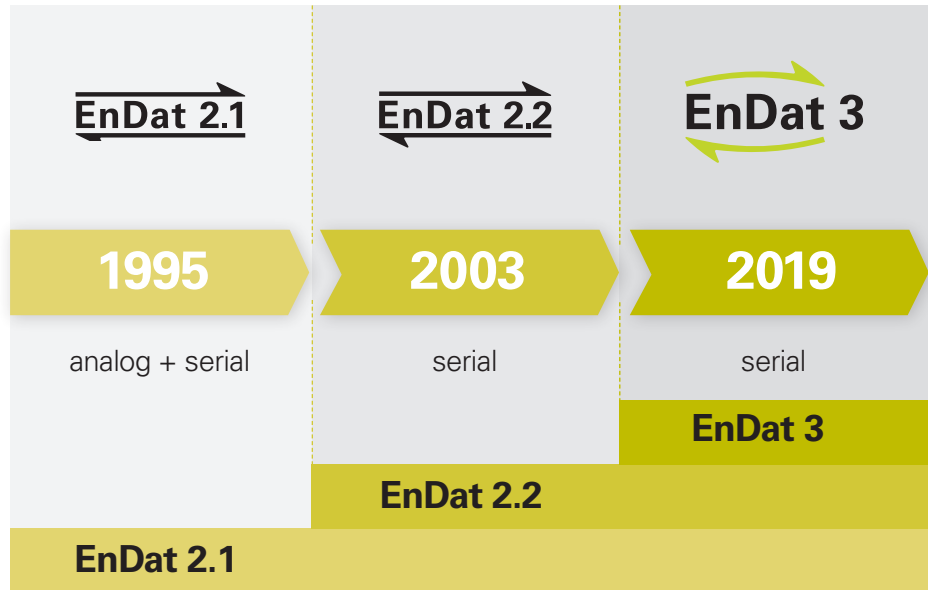 EnDat 2.1
EnDat 2.2
EnDat 3
1995
2003
2019
analog + serial
serial
serial
EnDat 3
EnDat 2.2
EnDat 2.1